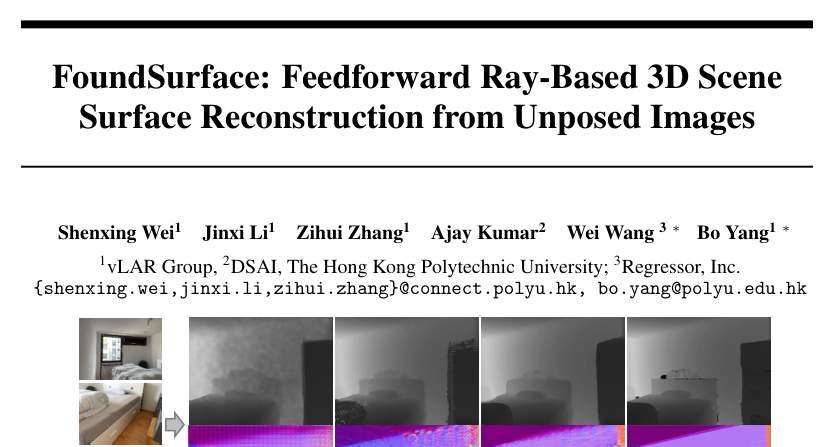 FoundSurface: Feedforward Ray-Based 3D Scene
Surface Reconstruction from Unposed Images
Shenxing Wei¹ Jinxi Li¹ Zihui Zhang¹ Ajay Kumar² Wei Wang ³ * Bo Yang¹ *
¹vLAR Group, ²DSAI, The Hong Kong Polytechnic University; ³Regressor, Inc.
{shenxing.wei,jinxi.li,zihui.zhang}@connect.polyu.hk, bo.yang@polyu.edu.hk